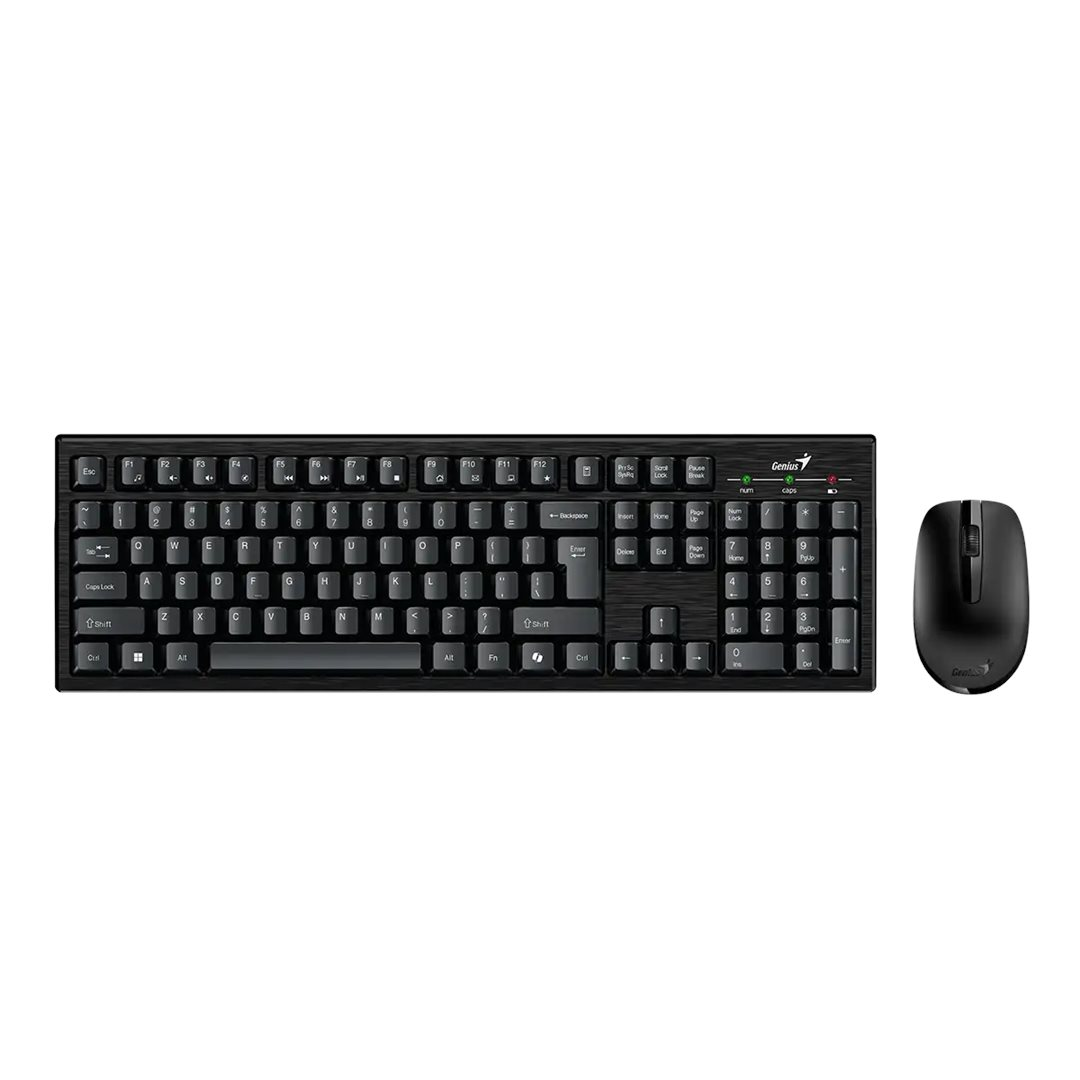 Esc F1 F2 F3 F4 F5 F6 F7 F8 F9 F10 F11 F12 Prt Sc SysRq Scroll Lock Pause Break Genius
num caps
~ ! 1 @ 2 # 3 $ 4 % 5 ^ 6 & 7 * 8 ( 9 ) 0 _ - + = ← Backspace Insert Home Page Up Num Lock / * −
Tab Q W E R T Y U I O P { [ } ] Enter Delete End Page Down 7 Home 8 ↑ 9 PgUp +
Caps Lock A S D F G H J K L : ; " ' | \ 4 ← 5 6 →
⇧Shift Z X C V B N M < , > . ? / ⇧Shift ↑ 1 End 2 ↓ 3 PgDn Enter
Ctrl Alt Alt Fn Ctrl ← ↓ → 0 Ins . Del
Genius